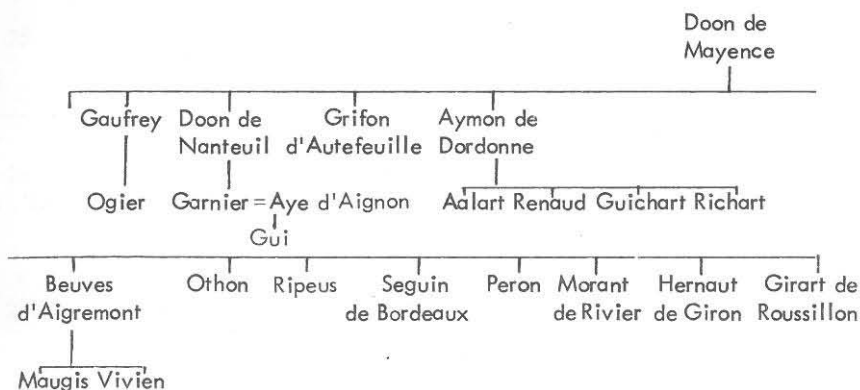 Doon de
Mayence
Gaufrey Doon de Grifon Aymon de
Nanteuil d'Autefeuille Dordonne
Ogier Garnier = Aye d'Aignon Aalart Renaud Guichart Richart
Gui
Beuves Othon Ripeus Seguin Peron Morant Hernaut Girart de
d'Aigremont de Bordeaux de Rivier de Giron Roussillon
Maugis Vivien